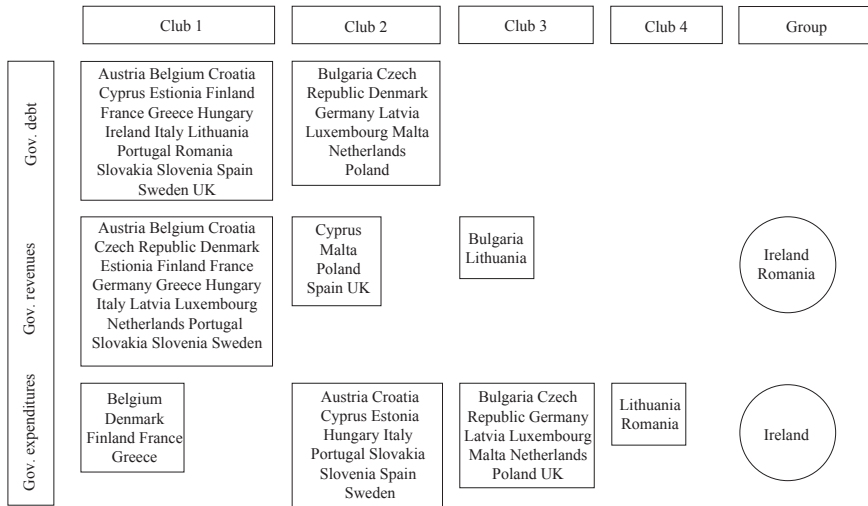 Club 1
Club 2
Club 3
Club 4
Group
Gov. debt
Austria Belgium Croatia
Cyprus Estionia Finland
France Greece Hungary
Ireland Italy Lithuania
Portugal Romania
Slovakia Slovenia Spain
Sweden UK
Bulgaria Czech
Republic Denmark
Germany Latvia
Luxembourg Malta
Netherlands
Poland
Gov. revenues
Austria Belgium Croatia
Czech Republic Denmark
Estionia Finland France
Germany Greece Hungary
Italy Latvia Luxembourg
Netherlands Portugal
Slovakia Slovenia Sweden
Cyprus
Malta
Poland
Spain UK
Bulgaria
Lithuania
Ireland
Romania
Gov. expenditures
Belgium
Denmark
Finland France
Greece
Austria Croatia
Cyprus Estonia
Hungary Italy
Portugal Slovakia
Slovenia Spain
Sweden
Bulgaria Czech
Republic Germany
Latvia Luxembourg
Malta Netherlands
Poland UK
Lithuania
Romania
Ireland